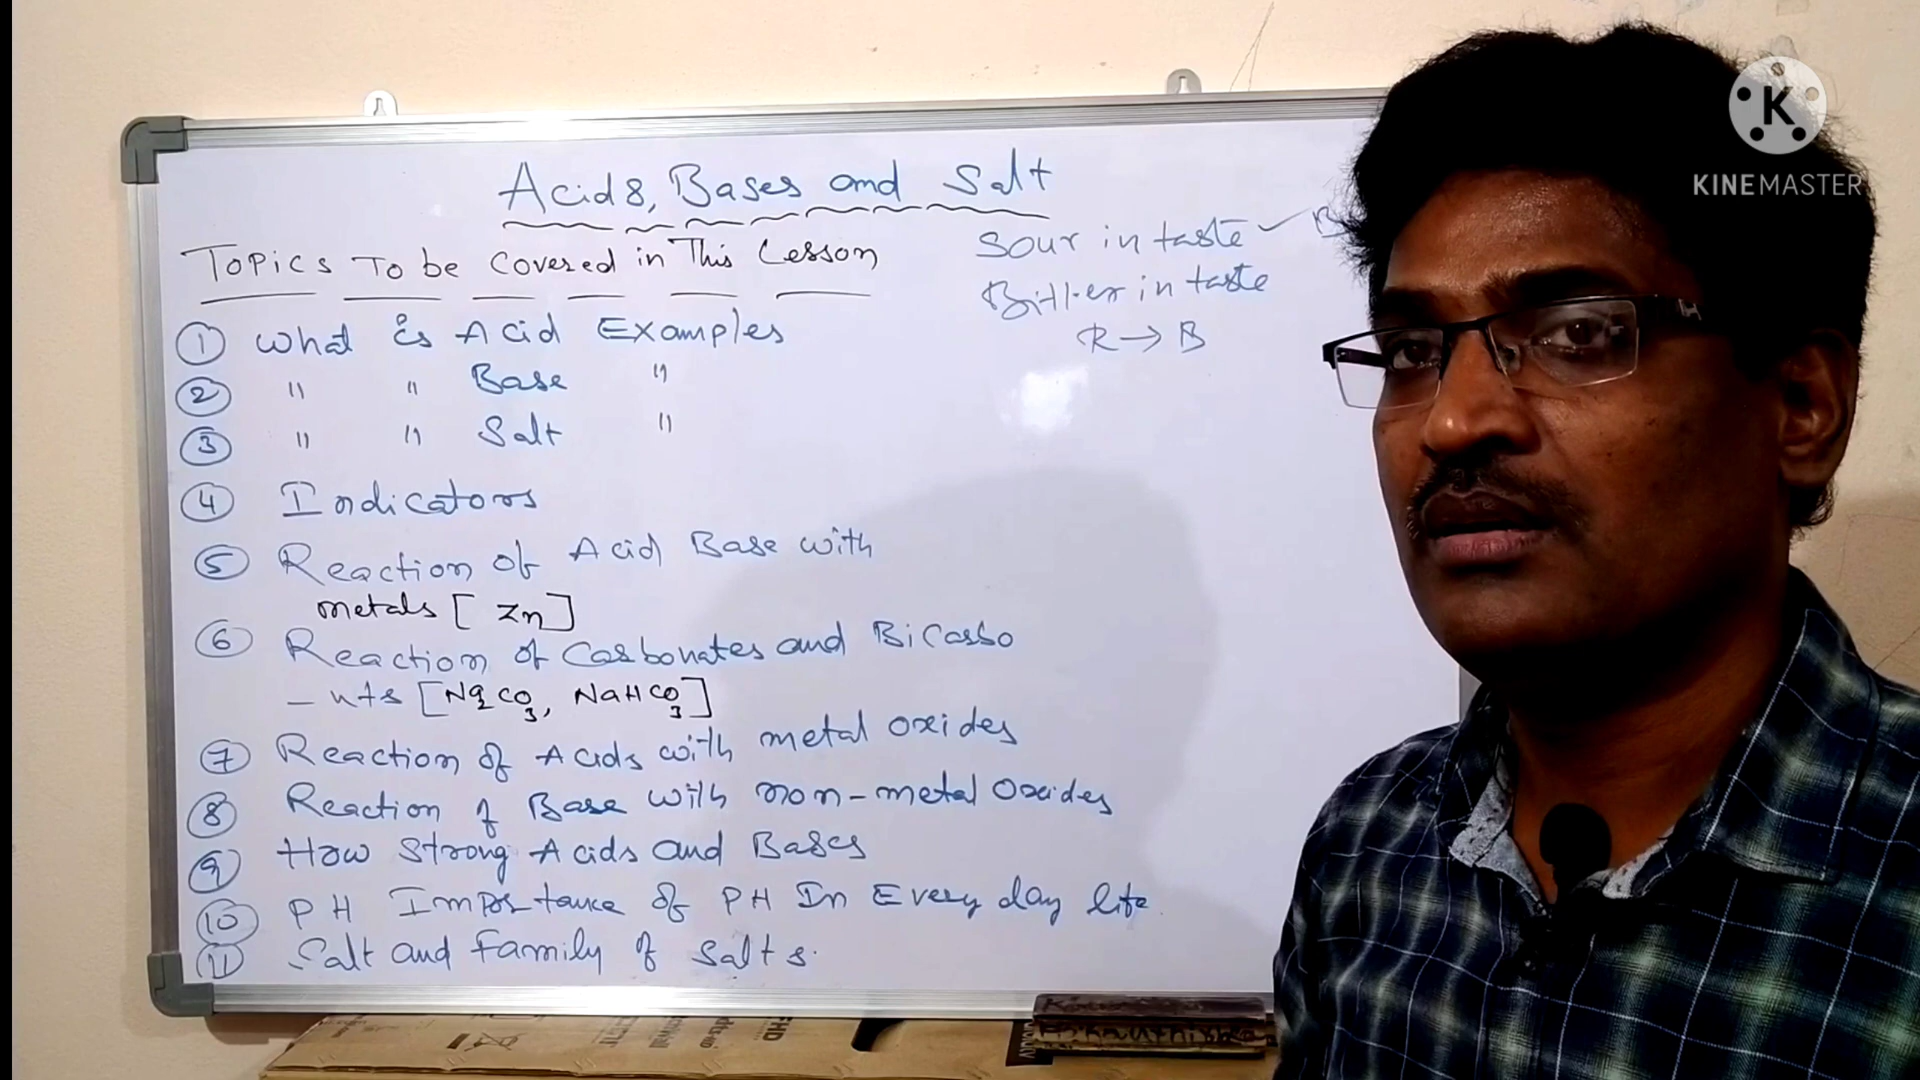 Acids, Bases and Salt
Topics To be Covered in This Lesson
Sour in taste ✓ B
Bitter in taste
R → B
1 What is Acid Examples
2 " " Base "
3 " " Salt "
4 Indicators
5 Reaction of Acid Base with
metals [ Zn ]
6 Reaction of Carbonates and BiCarbo
- nts [Na2CO3, NaHCO3]
7 Reaction of Acids with metal oxides
8 Reaction of Base with non-metal Oxides
9 How Strong Acids and Bases
10 PH Importance of PH In Every day life.
11 Salt and Family of Salts.
K
KINEMASTER
FHD